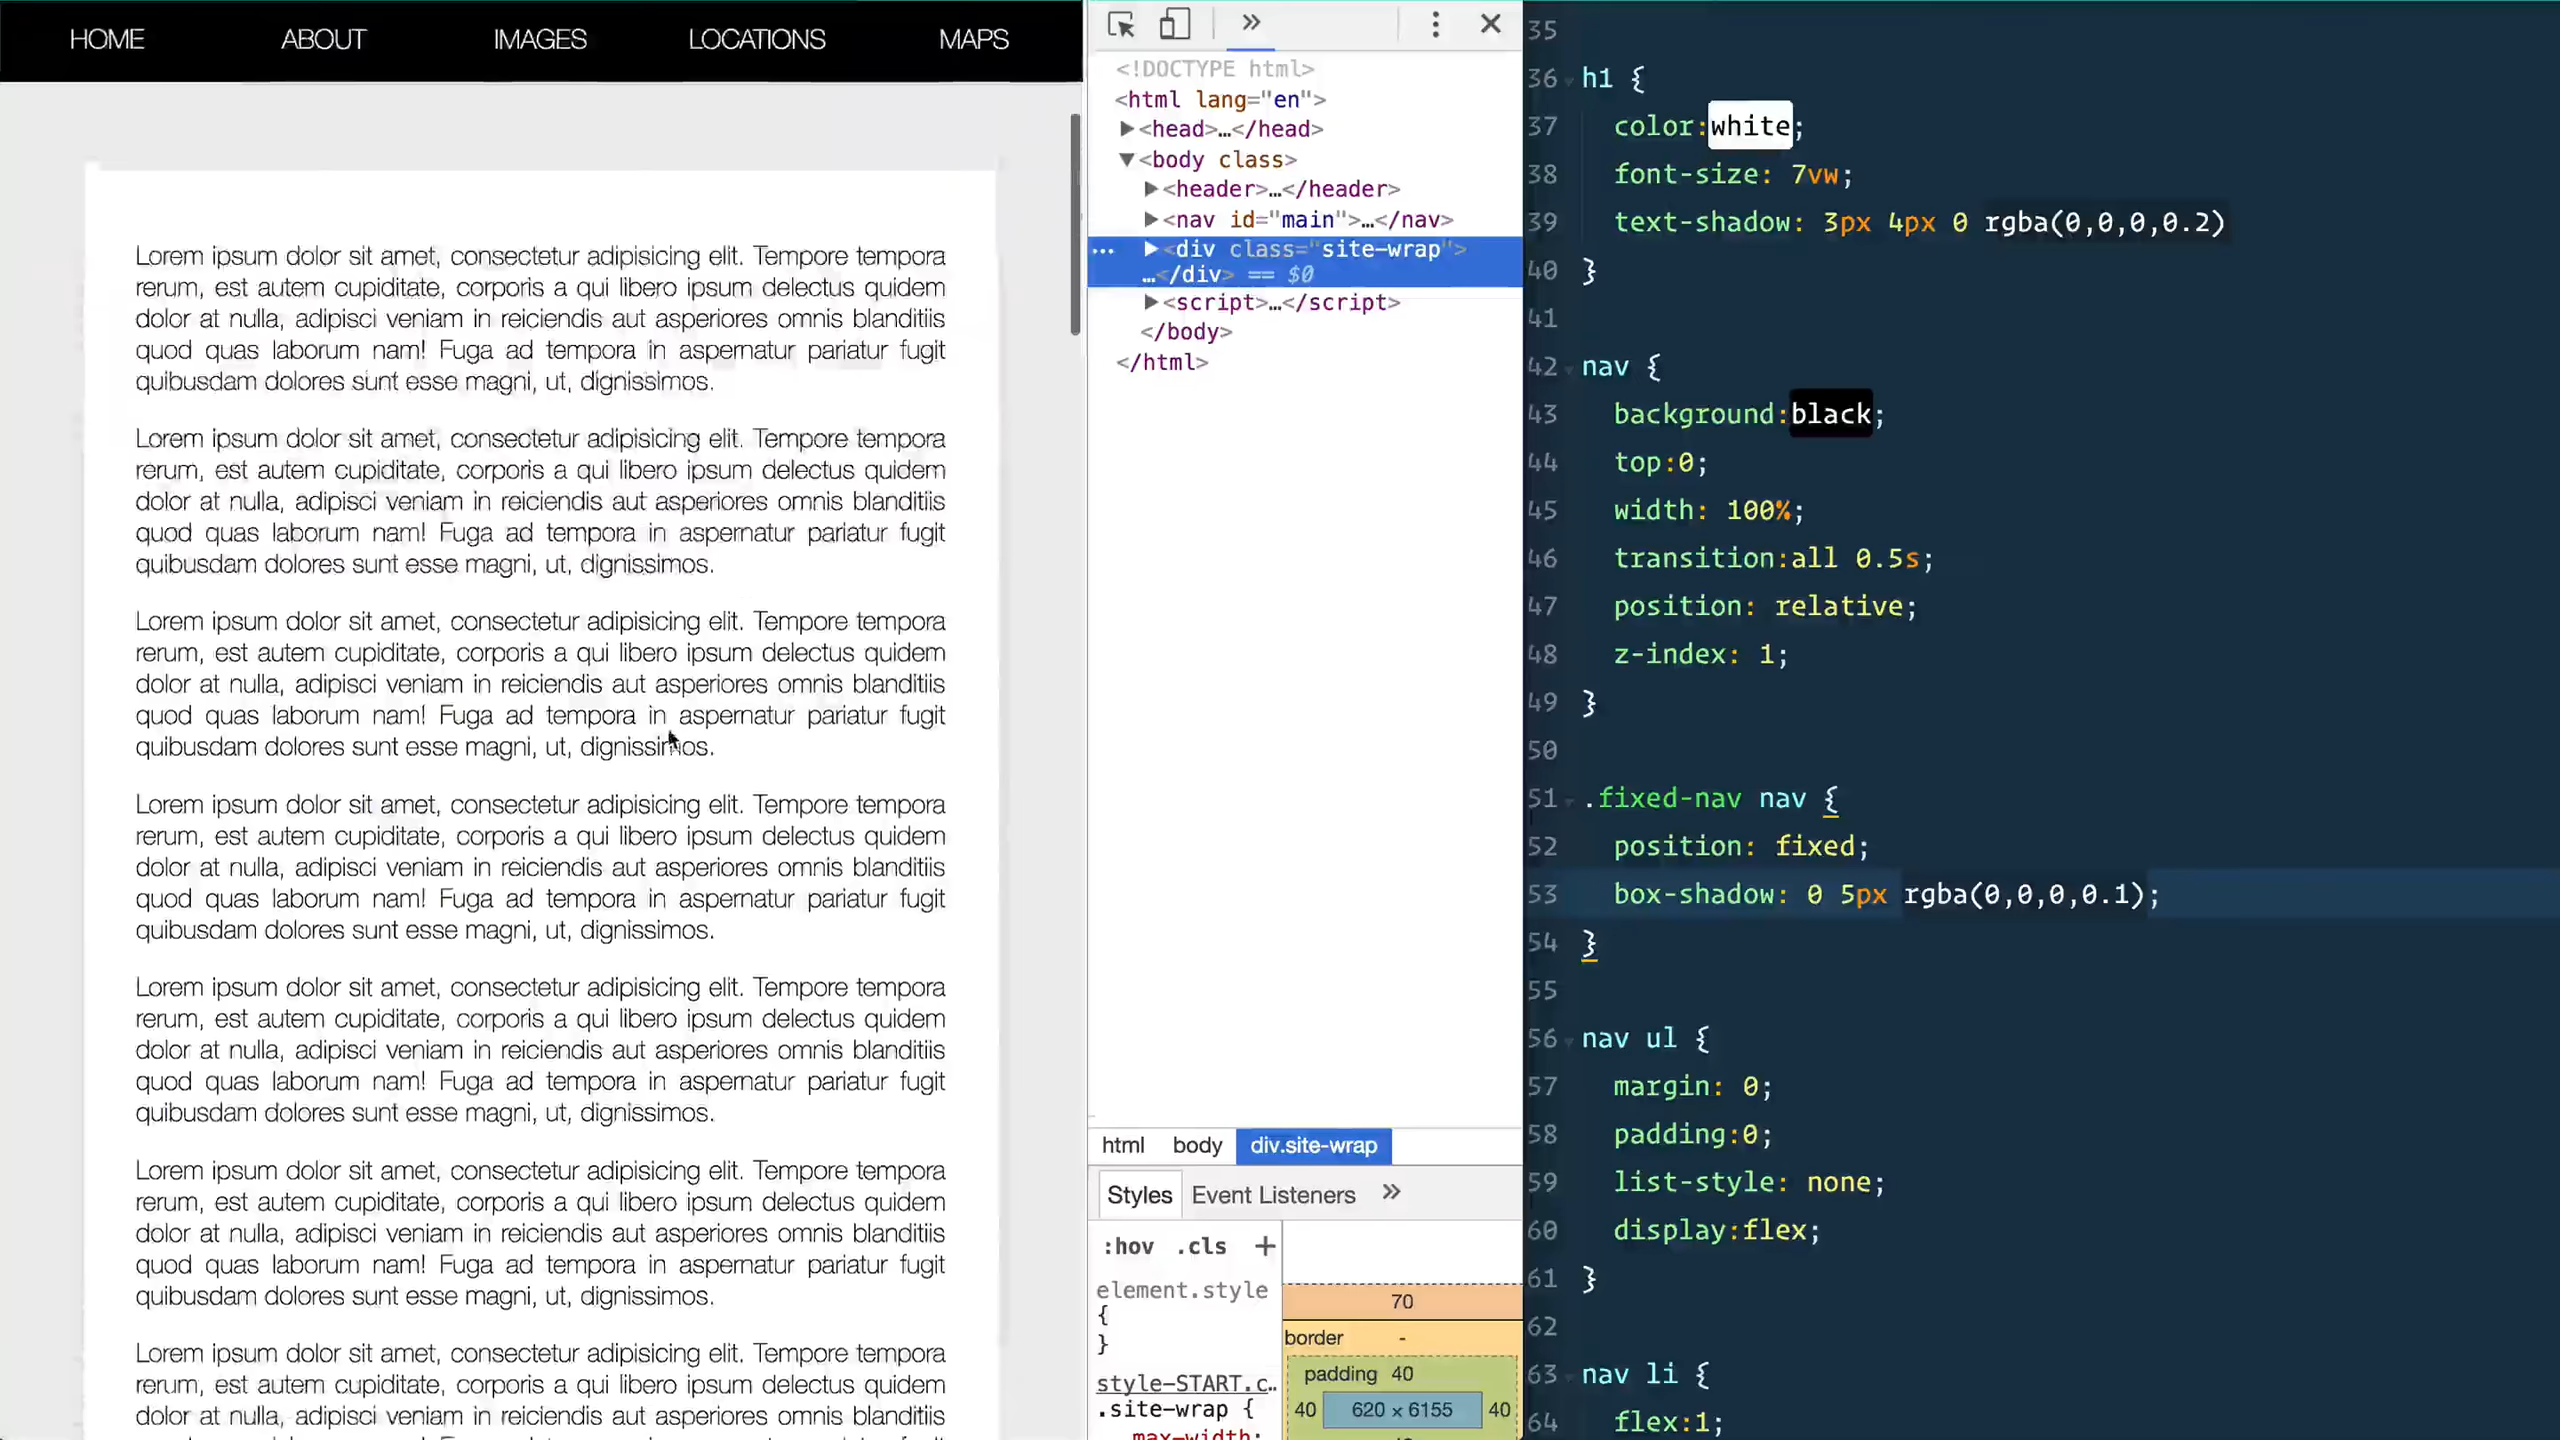 HOME ABOUT IMAGES LOCATIONS MAPS
Lorem ipsum dolor sit amet, consectetur adipisicing elit. Tempore tempora
rerum, est autem cupiditate, corporis a qui libero ipsum delectus quidem
dolor at nulla, adipisci veniam in reiciendis aut asperiores omnis blanditiis
quod quas laborum nam! Fuga ad tempora in aspernatur pariatur fugit
quibusdam dolores sunt esse magni, ut, dignissimos.
Lorem ipsum dolor sit amet, consectetur adipisicing elit. Tempore tempora
rerum, est autem cupiditate, corporis a qui libero ipsum delectus quidem
dolor at nulla, adipisci veniam in reiciendis aut asperiores omnis blanditiis
quod quas laborum nam! Fuga ad tempora in aspernatur pariatur fugit
quibusdam dolores sunt esse magni, ut, dignissimos.
Lorem ipsum dolor sit amet, consectetur adipisicing elit. Tempore tempora
rerum, est autem cupiditate, corporis a qui libero ipsum delectus quidem
dolor at nulla, adipisci veniam in reiciendis aut asperiores omnis blanditiis
quod quas laborum nam! Fuga ad tempora in aspernatur pariatur fugit
quibusdam dolores sunt esse magni, ut, dignissimos.
Lorem ipsum dolor sit amet, consectetur adipisicing elit. Tempore tempora
rerum, est autem cupiditate, corporis a qui libero ipsum delectus quidem
dolor at nulla, adipisci veniam in reiciendis aut asperiores omnis blanditiis
quod quas laborum nam! Fuga ad tempora in aspernatur pariatur fugit
quibusdam dolores sunt esse magni, ut, dignissimos.
Lorem ipsum dolor sit amet, consectetur adipisicing elit. Tempore tempora
rerum, est autem cupiditate, corporis a qui libero ipsum delectus quidem
dolor at nulla, adipisci veniam in reiciendis aut asperiores omnis blanditiis
quod quas laborum nam! Fuga ad tempora in aspernatur pariatur fugit
quibusdam dolores sunt esse magni, ut, dignissimos.
Lorem ipsum dolor sit amet, consectetur adipisicing elit. Tempore tempora
rerum, est autem cupiditate, corporis a qui libero ipsum delectus quidem
dolor at nulla, adipisci veniam in reiciendis aut asperiores omnis blanditiis
quod quas laborum nam! Fuga ad tempora in aspernatur pariatur fugit
quibusdam dolores sunt esse magni, ut, dignissimos.
Lorem ipsum dolor sit amet, consectetur adipisicing elit. Tempore tempora
rerum, est autem cupiditate, corporis a qui libero ipsum delectus quidem
dolor at nulla, adipisci veniam in reiciendis aut asperiores omnis blanditiis
<!DOCTYPE html>
<html lang="en">
<head>…</head>
<body class>
<header>…</header>
<nav id="main">…</nav>
<div class="site-wrap">
…</div> == $0
<script>…</script>
</body>
</html>
html body div.site-wrap
Styles Event Listeners »
:hov .cls +
element.style
{
}
style-START.c…
.site-wrap {
max-width:
70
border -
padding 40
40 620 × 6155 40
35
36 h1 {
37 color:white;
38 font-size: 7vw;
39 text-shadow: 3px 4px 0 rgba(0,0,0,0.2)
40 }
41
42 nav {
43 background:black;
44 top:0;
45 width: 100%;
46 transition:all 0.5s;
47 position: relative;
48 z-index: 1;
49 }
50
51 .fixed-nav nav {
52 position: fixed;
53 box-shadow: 0 5px rgba(0,0,0,0.1);
54 }
55
56 nav ul {
57 margin: 0;
58 padding:0;
59 list-style: none;
60 display:flex;
61 }
62
63 nav li {
64 flex:1;